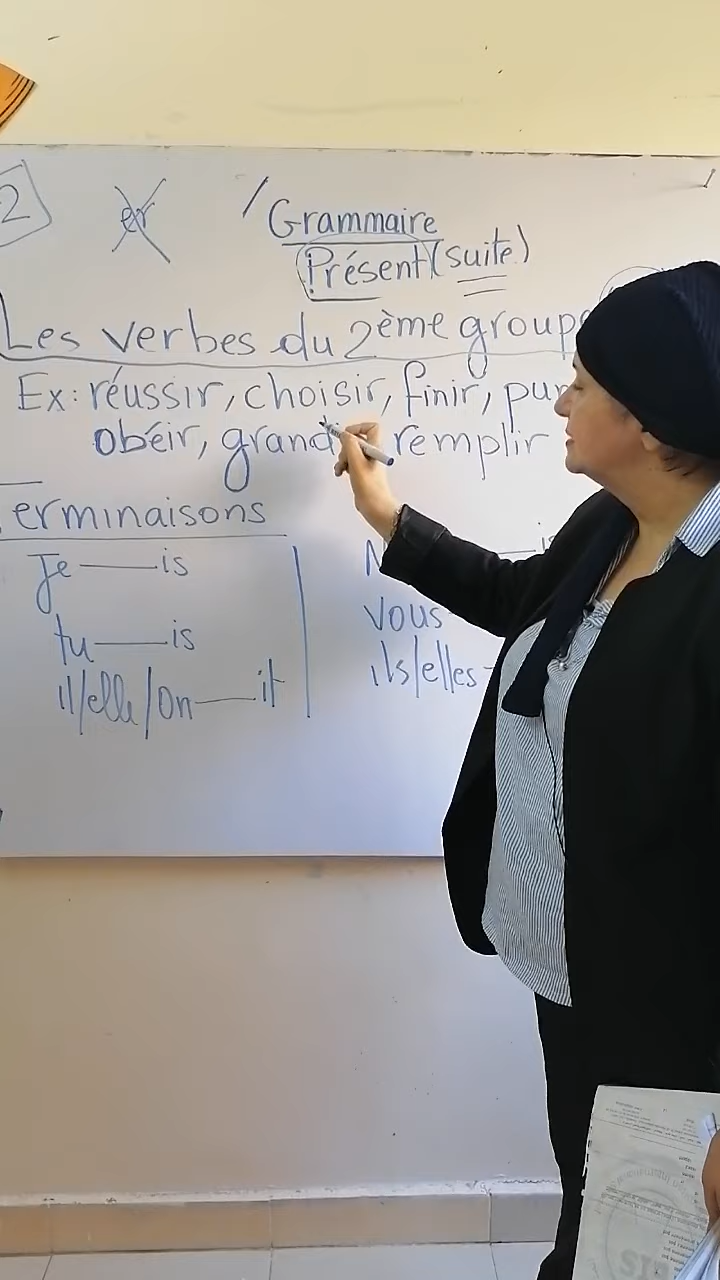 2
er
Grammaire
Présent (suite)
Les verbes du 2ème groupe
Ex: réussir, choisir, finir,
obéir, remplir
Terminaisons
Je is
tu is
il/elle/on it
vous
ils/elles